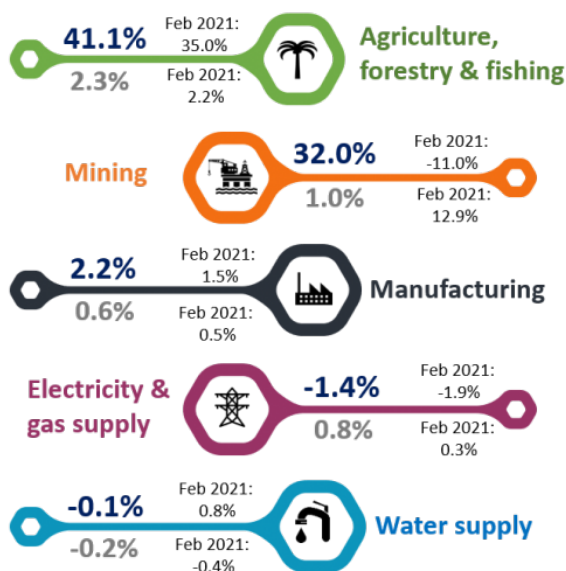 41.1%
Feb 2021:
35.0%
2.3%
Feb 2021:
2.2%
Agriculture,
forestry & fishing
Mining
32.0%
Feb 2021:
-11.0%
1.0%
Feb 2021:
12.9%
2.2%
Feb 2021:
1.5%
0.6%
Feb 2021:
0.5%
Manufacturing
Electricity &
gas supply
-1.4%
Feb 2021:
-1.9%
0.8%
Feb 2021:
0.3%
-0.1%
Feb 2021:
0.8%
-0.2%
Feb 2021:
-0.4%
Water supply